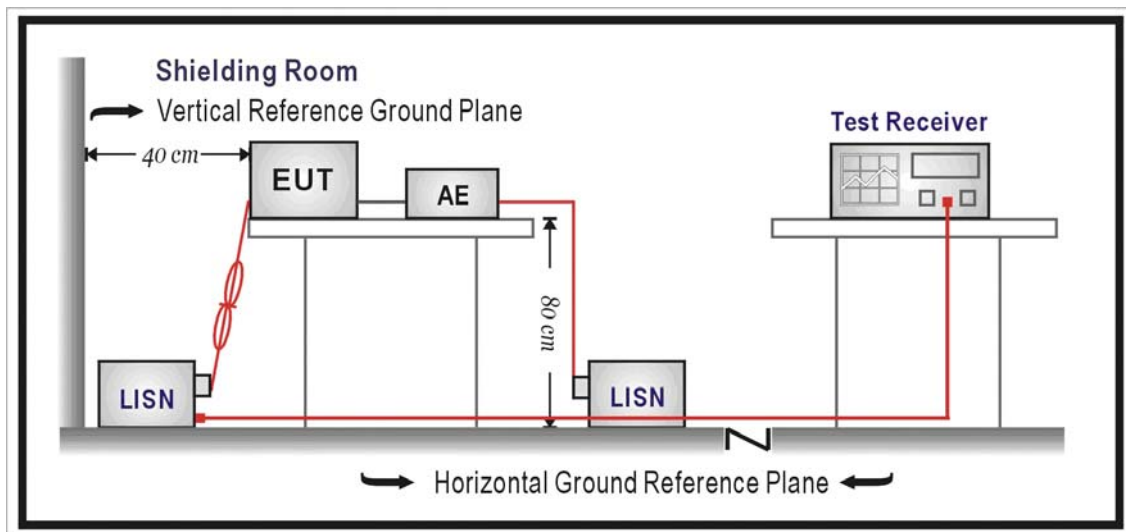 Shielding Room
Vertical Reference Ground Plane
Test Receiver
40 cm
EUT
AE
80 cm
LISN
LISN
Horizontal Ground Reference Plane